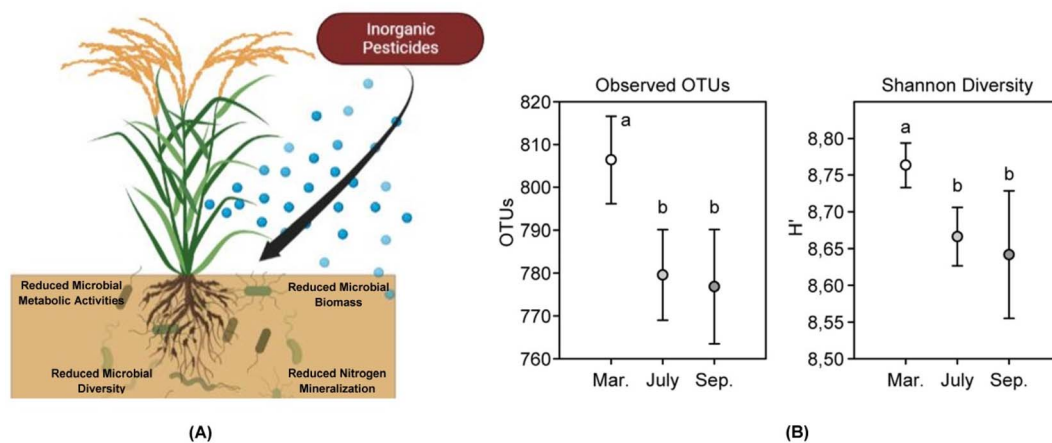 Inorganic
Pesticides
Reduced Microbial
Metabolic Activities
Reduced Microbial
Biomass
Reduced Microbial
Diversity
Reduced Nitrogen
Mineralization
(A)
Observed OTUs
OTUs
820
810
800
790
780
770
760
a
b
b
Mar. July Sep.
Shannon Diversity
H'
8,80
8,75
8,70
8,65
8,60
8,55
8,50
a
b
b
Mar. July Sep.
(B)